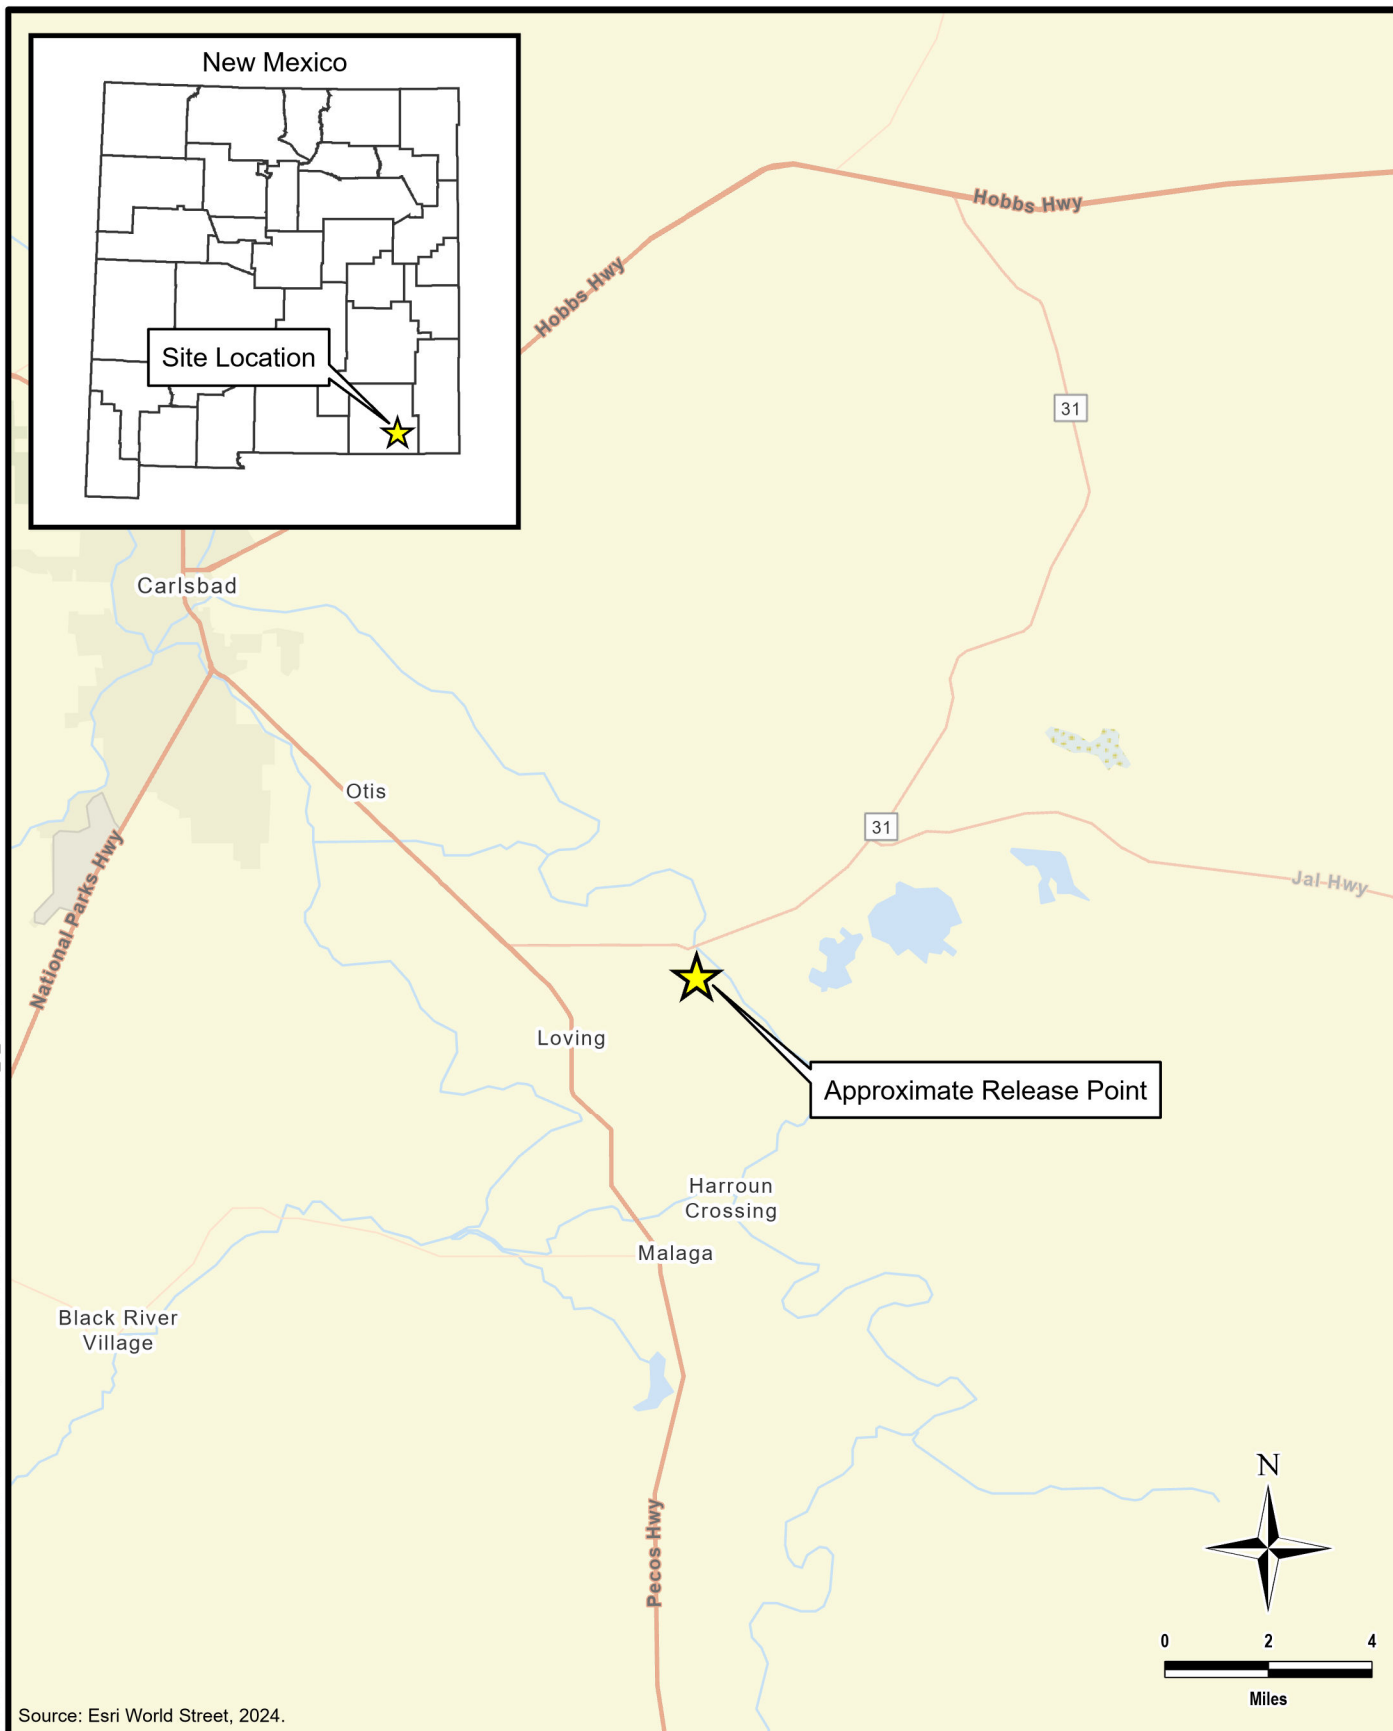 New Mexico
Site Location
Hobbs Hwy
Hobbs Hwy
31
Carlsbad
Otis
31
National Parks Hwy
Jal Hwy
Loving
Approximate Release Point
Harroun
Crossing
Malaga
Black River
Village
Pecos Hwy
N
0 2 4
Miles
Source: Esri World Street, 2024.